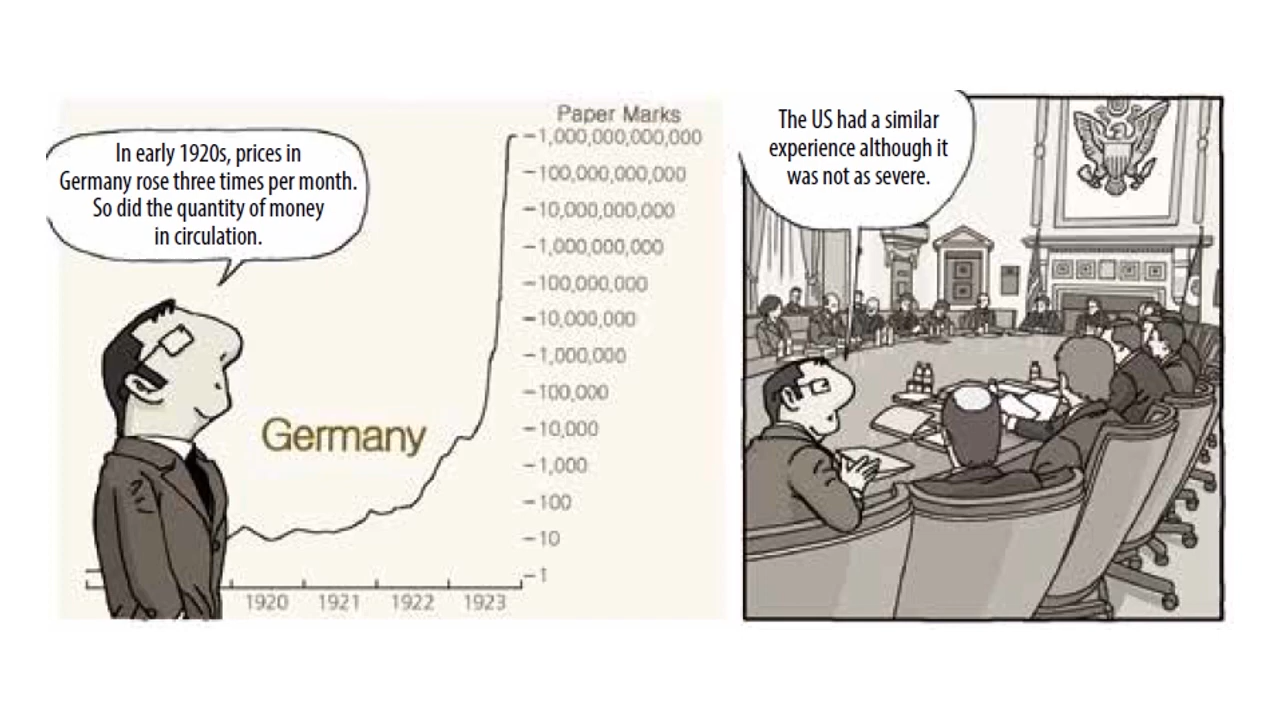 In early 1920s, prices in
Germany rose three times per month.
So did the quantity of money
in circulation.
Paper Marks
1,000,000,000,000
100,000,000,000
10,000,000,000
1,000,000,000
100,000,000
10,000,000
1,000,000
100,000
10,000
1,000
100
10
1
Germany
1920 1921 1922 1923
The US had a similar
experience although it
was not as severe.